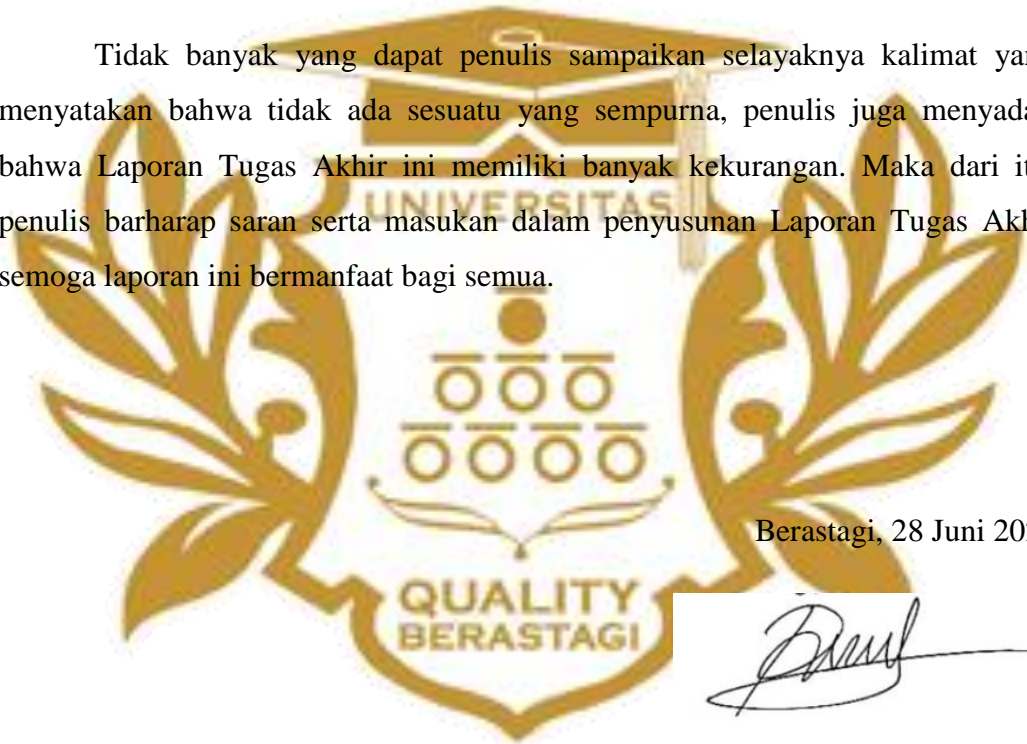 Tidak banyak yang dapat penulis sampaikan selayaknya kalimat yan
menyatakan bahwa tidak ada sesuatu yang sempurna, penulis juga menyada
bahwa Laporan Tugas Akhir ini memiliki banyak kekurangan. Maka dari it
penulis barharap saran serta masukan dalam penyusunan Laporan Tugas Akh
semoga laporan ini bermanfaat bagi semua.
UNIVERSITAS
Berastagi, 28 Juni 20
QUALITY
BERASTAGI